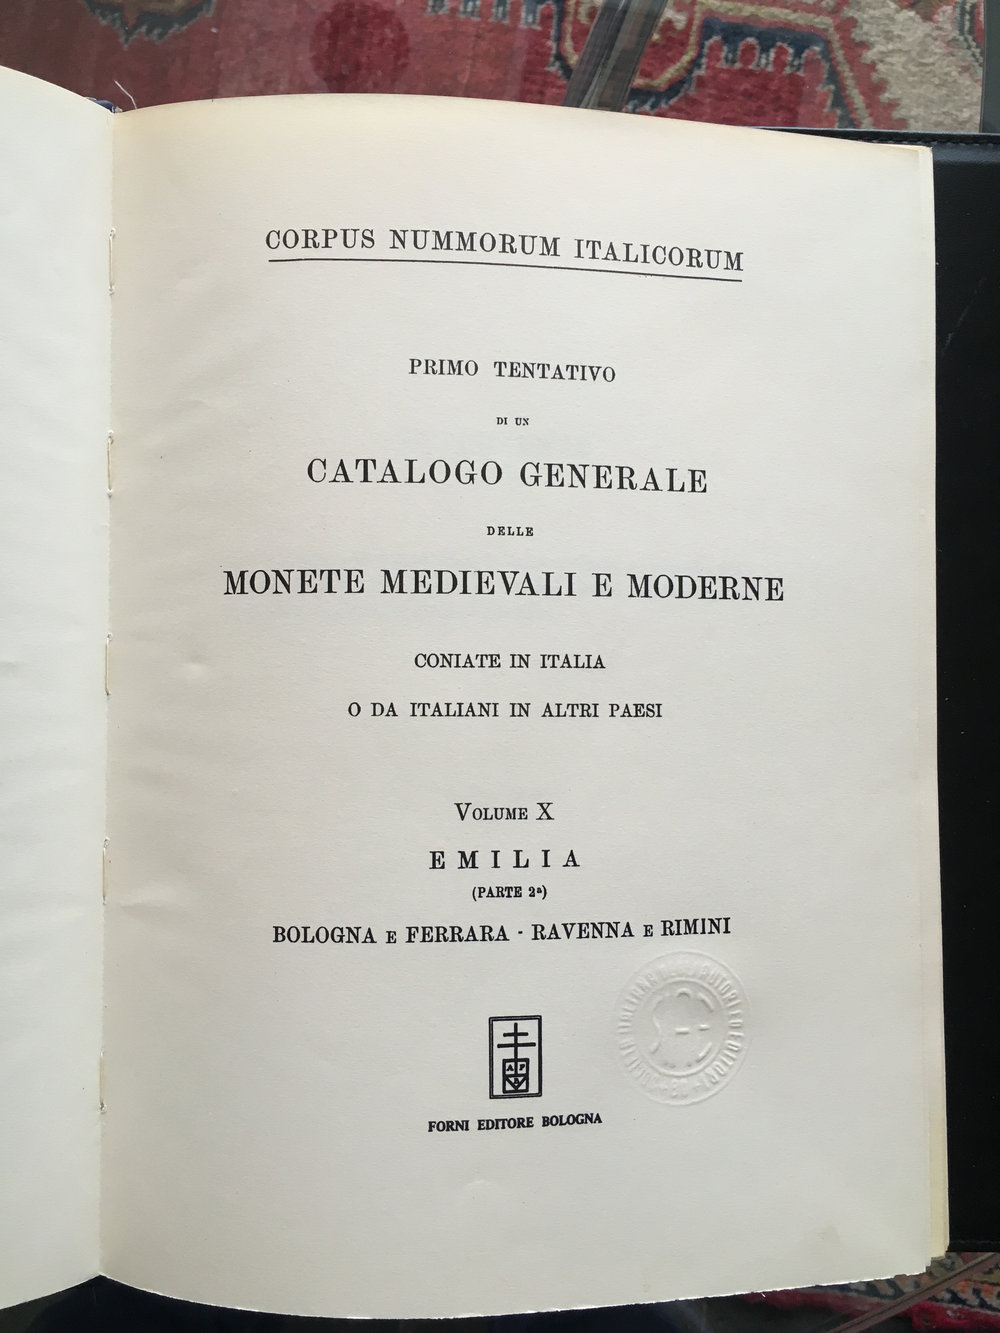 CORPUS NUMMORUM ITALICORUM
PRIMO TENTATIVO
DI UN
CATALOGO GENERALE
DELLE
MONETE MEDIEVALI E MODERNE
CONIATE IN ITALIA
O DA ITALIANI IN ALTRI PAESI
VOLUME X
EMILIA
(PARTE 2ª)
BOLOGNA E FERRARA - RAVENNA E RIMINI
FORNI EDITORE BOLOGNA